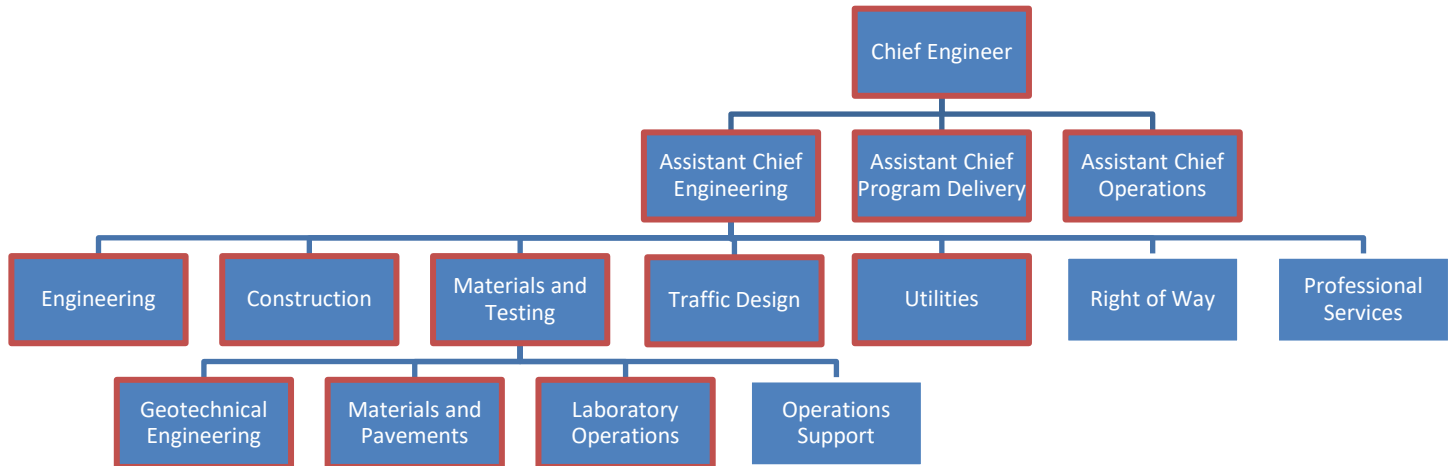 Chief Engineer
Assistant Chief
Engineering
Assistant Chief
Program Delivery
Assistant Chief
Operations
Engineering
Construction
Materials and
Testing
Traffic Design
Utilities
Right of Way
Professional
Services
Geotechnical
Engineering
Materials and
Pavements
Laboratory
Operations
Operations
Support